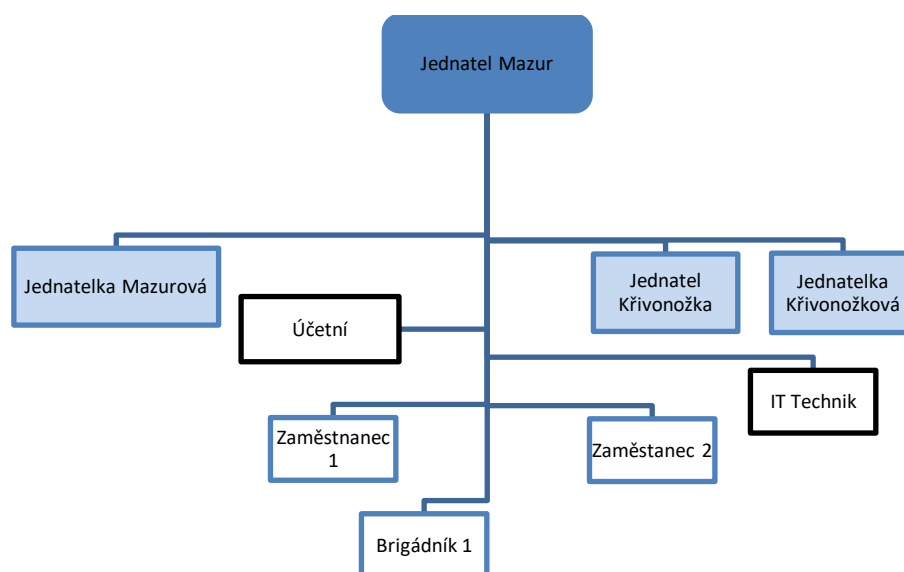 Jednatel Mazur
Jednatelka Mazurová
Jednatel
Křivonožka
Jednatelka
Křivonožková
Účetní
IT Technik
Zaměstnanec
1
Zaměstanec 2
Brigádník 1